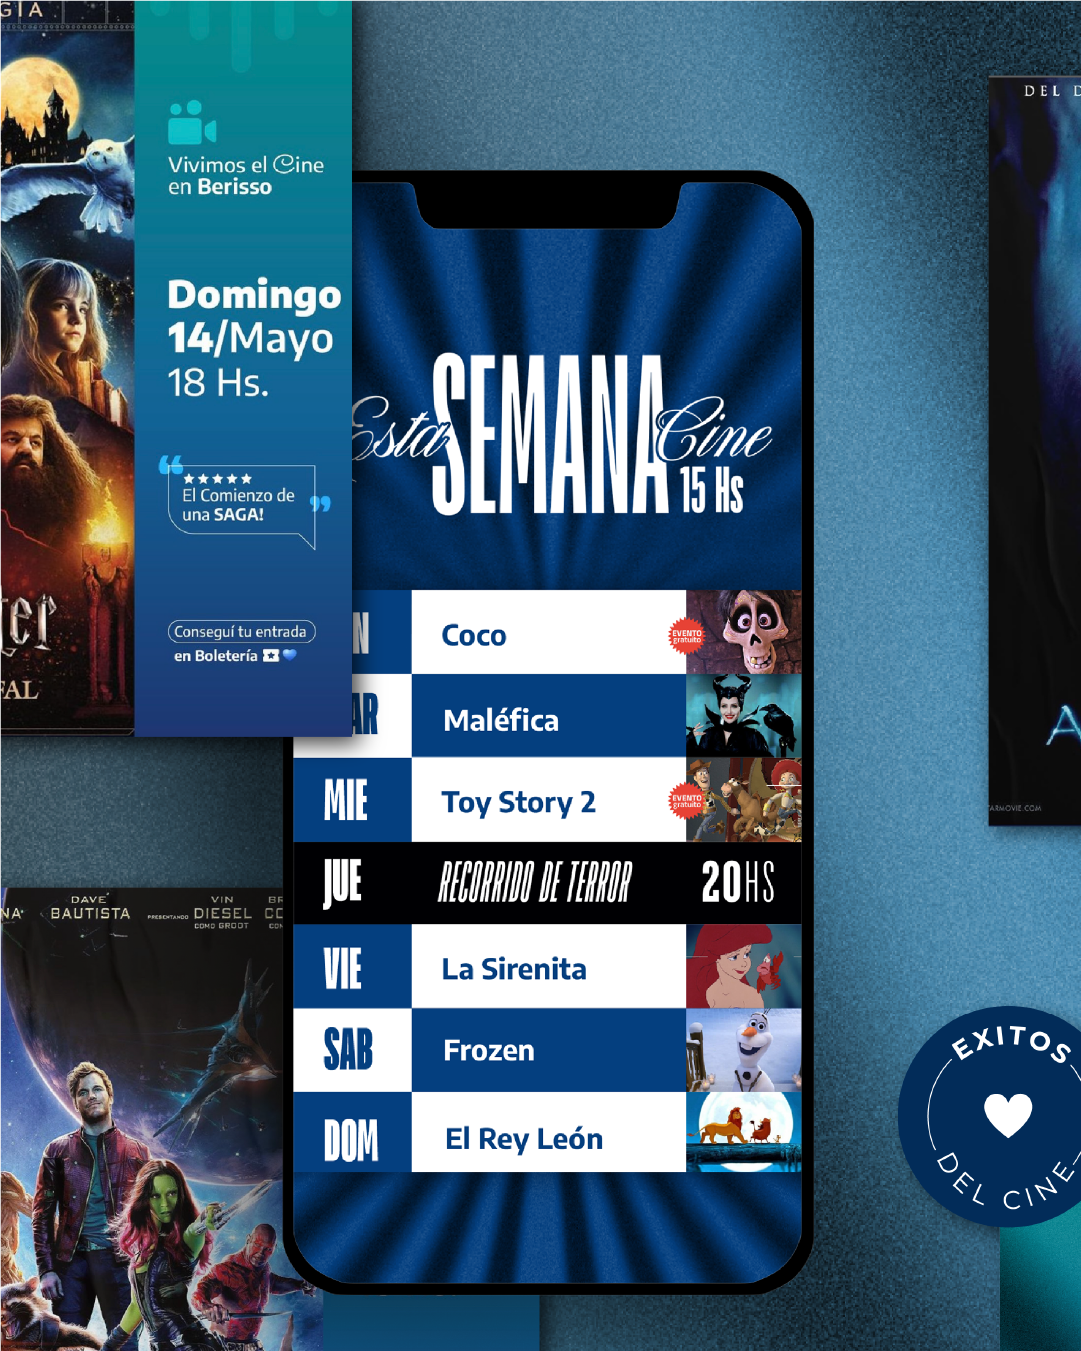 GIA
Vivimos el Cine
en Berisso
Domingo
14/Mayo
18 Hs.
“
★★★★★
El Comienzo de
una SAGA!
”
Conseguí tu entrada
en Boletería
ter
FAL
DEL D
A
ARMOVIE.COM
Esta SEMANA Cine
15 Hs
N
Coco
EVENTO
gratuito
AR
Maléfica
MIE
Toy Story 2
EVENTO
gratuito
JUE
RECORRIDO DE TERROR
20HS
VIE
La Sirenita
SAB
Frozen
DOM
El Rey León
NA
DAVE
BAUTISTA
PRESENTANDO
VIN
DIESEL
COMO GROOT
BR
CO
CON
EXITOS
DEL CINE